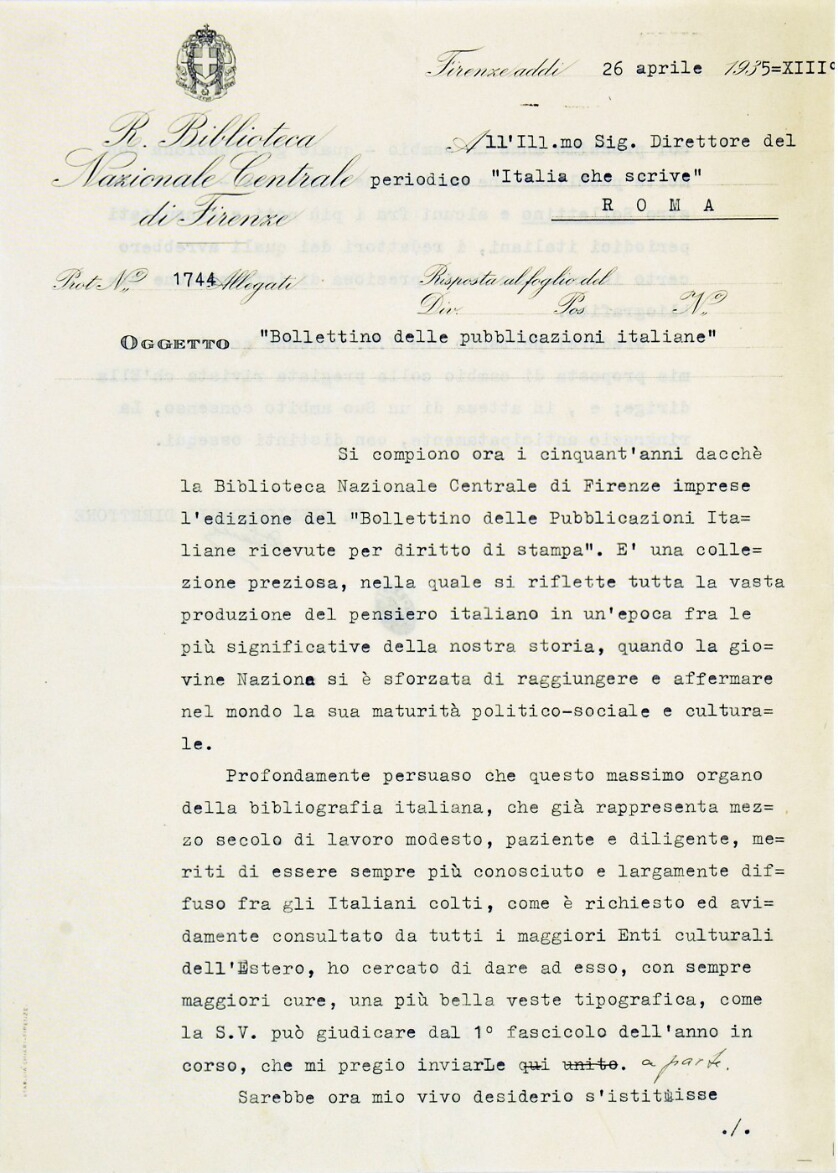 Firenze addì 26 aprile 1935=XIII°
R. Biblioteca
Nazionale Centrale
di Firenze
All'Ill.mo Sig. Direttore del
periodico "Italia che scrive"
R O M A
Prot. N.° 1744 Allegati
Risposta al foglio del
Div. Pos. N.°
OGGETTO "Bollettino delle pubblicazioni italiane"
Si compiono ora i cinquant'anni dacchè
la Biblioteca Nazionale Centrale di Firenze imprese
l'edizione del "Bollettino delle Pubblicazioni Ita=
liane ricevute per diritto di stampa". E' una colle=
zione preziosa, nella quale si riflette tutta la vasta
produzione del pensiero italiano in un'epoca fra le
più significative della nostra storia, quando la gio=
vine Nazione si è sforzata di raggiungere e affermare
nel mondo la sua maturità politico-sociale e cultura=
le.
Profondamente persuaso che questo massimo organo
della bibliografia italiana, che già rappresenta mez=
zo secolo di lavoro modesto, paziente e diligente, me=
riti di essere sempre più conosciuto e largamente dif=
fuso fra gli Italiani colti, come è richiesto ed avi=
damente consultato da tutti i maggiori Enti culturali
dell'Estero, ho cercato di dare ad esso, con sempre
maggiori cure, una più bella veste tipografica, come
la S.V. può giudicare dal 1° fascicolo dell'anno in
corso, che mi pregio inviarLe qui unito. a parte.
Sarebbe ora mio vivo desiderio s'istituisse
./.